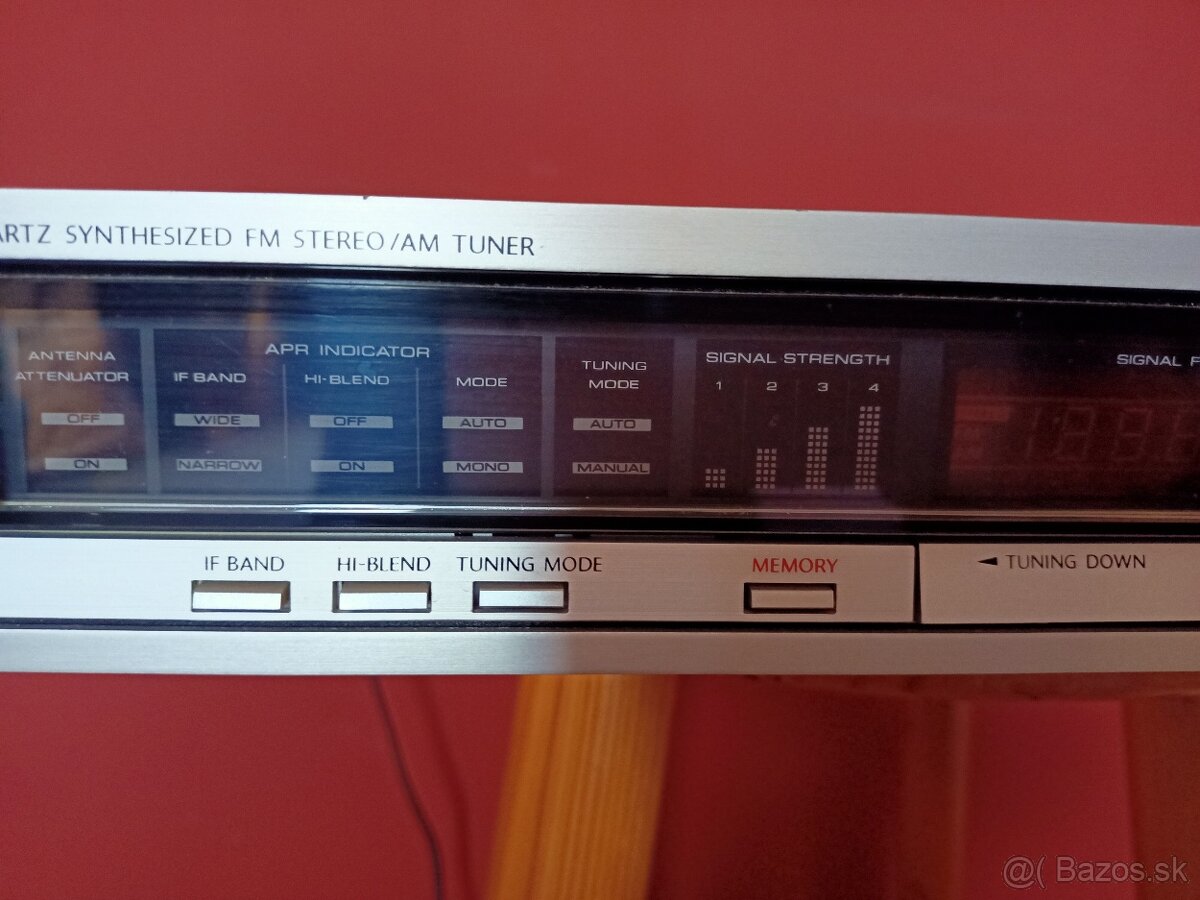 ARTZ SYNTHESIZED FM STEREO/AM TUNER
ANTENNA
ATTENUATOR
OFF
ON
APR INDICATOR
IF BAND
WIDE
NARROW
HI-BLEND
OFF
ON
MODE
AUTO
MONO
TUNING
MODE
AUTO
MANUAL
SIGNAL STRENGTH
1 2 3 4
SIGNAL F
IF BAND
HI-BLEND
TUNING MODE
MEMORY
◄ TUNING DOWN
@( Bazos.sk